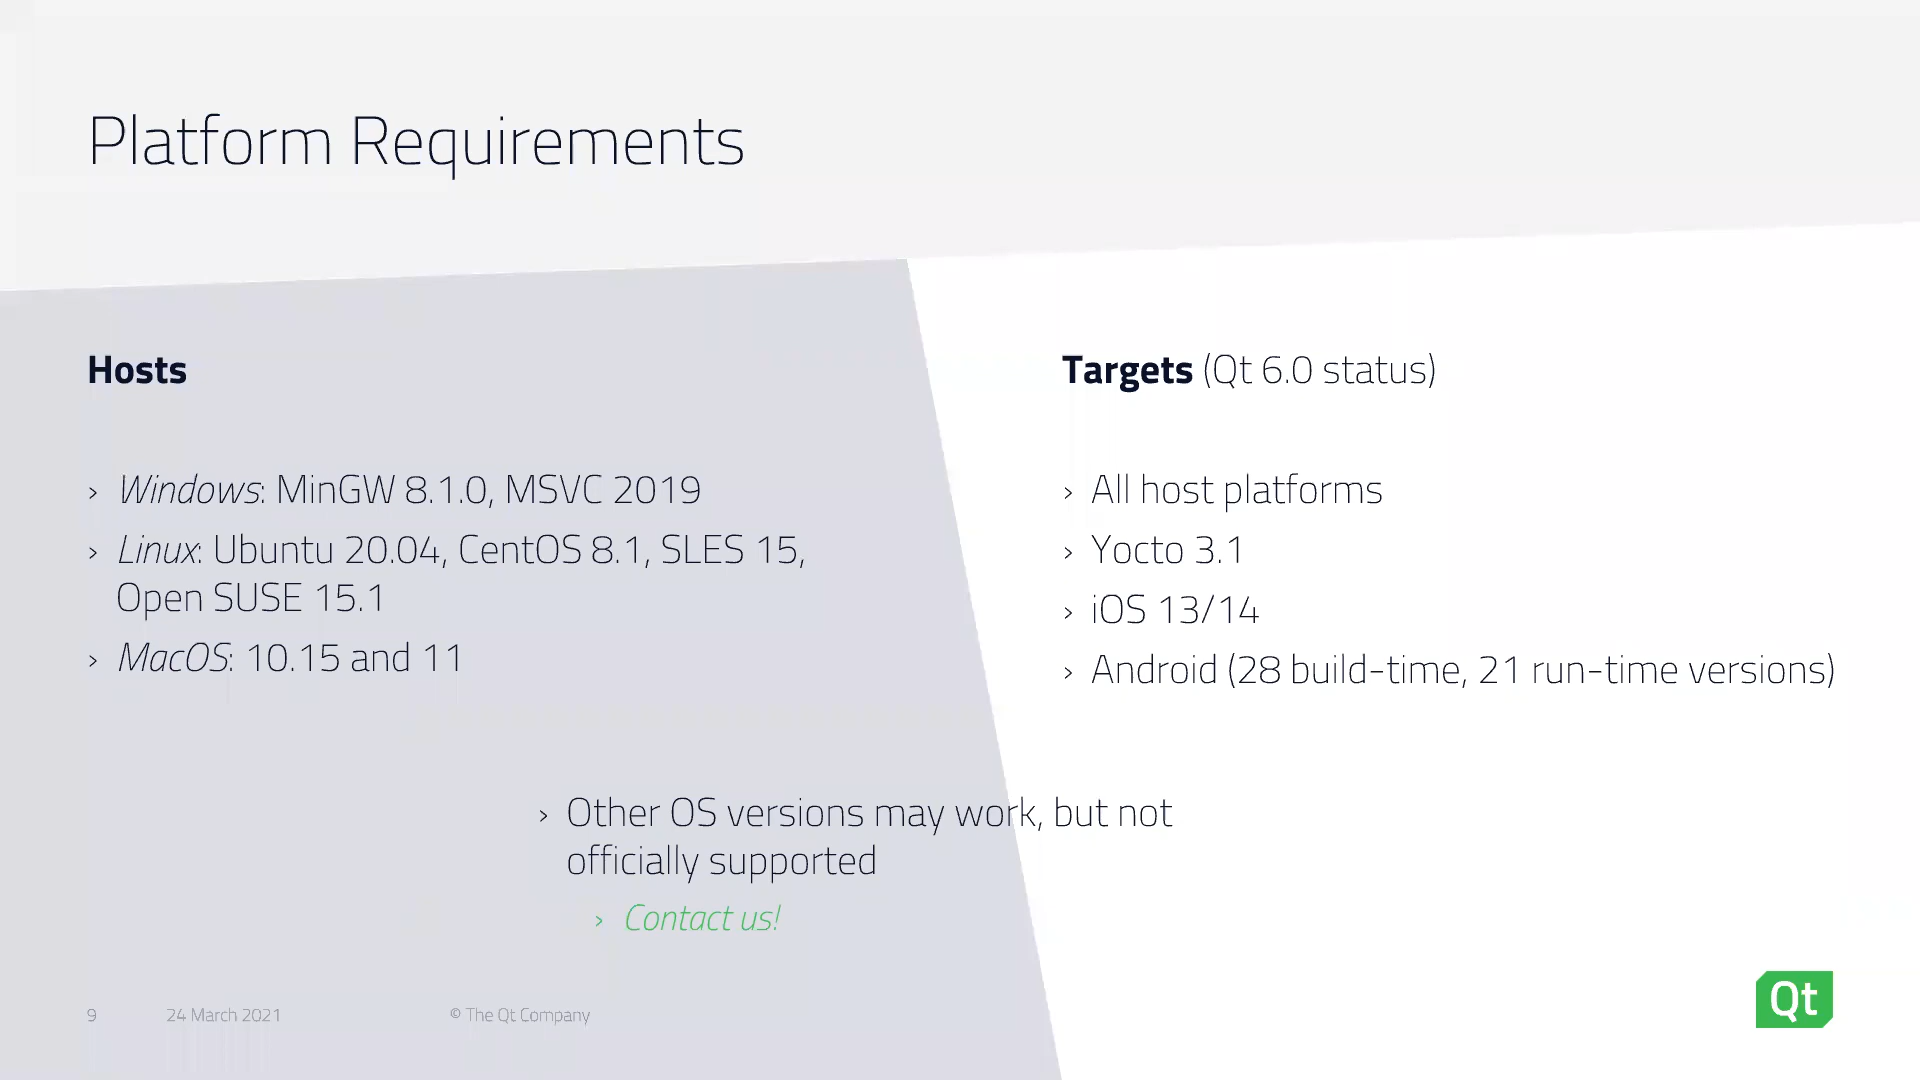 Platform Requirements
Hosts
› Windows: MinGW 8.1.0, MSVC 2019
› Linux: Ubuntu 20.04, CentOS 8.1, SLES 15,
Open SUSE 15.1
› MacOS: 10.15 and 11
Targets (Qt 6.0 status)
› All host platforms
› Yocto 3.1
› iOS 13/14
› Android (28 build-time, 21 run-time versions)
› Other OS versions may work, but not
officially supported
› Contact us!
9 24 March 2021 © The Qt Company
Qt